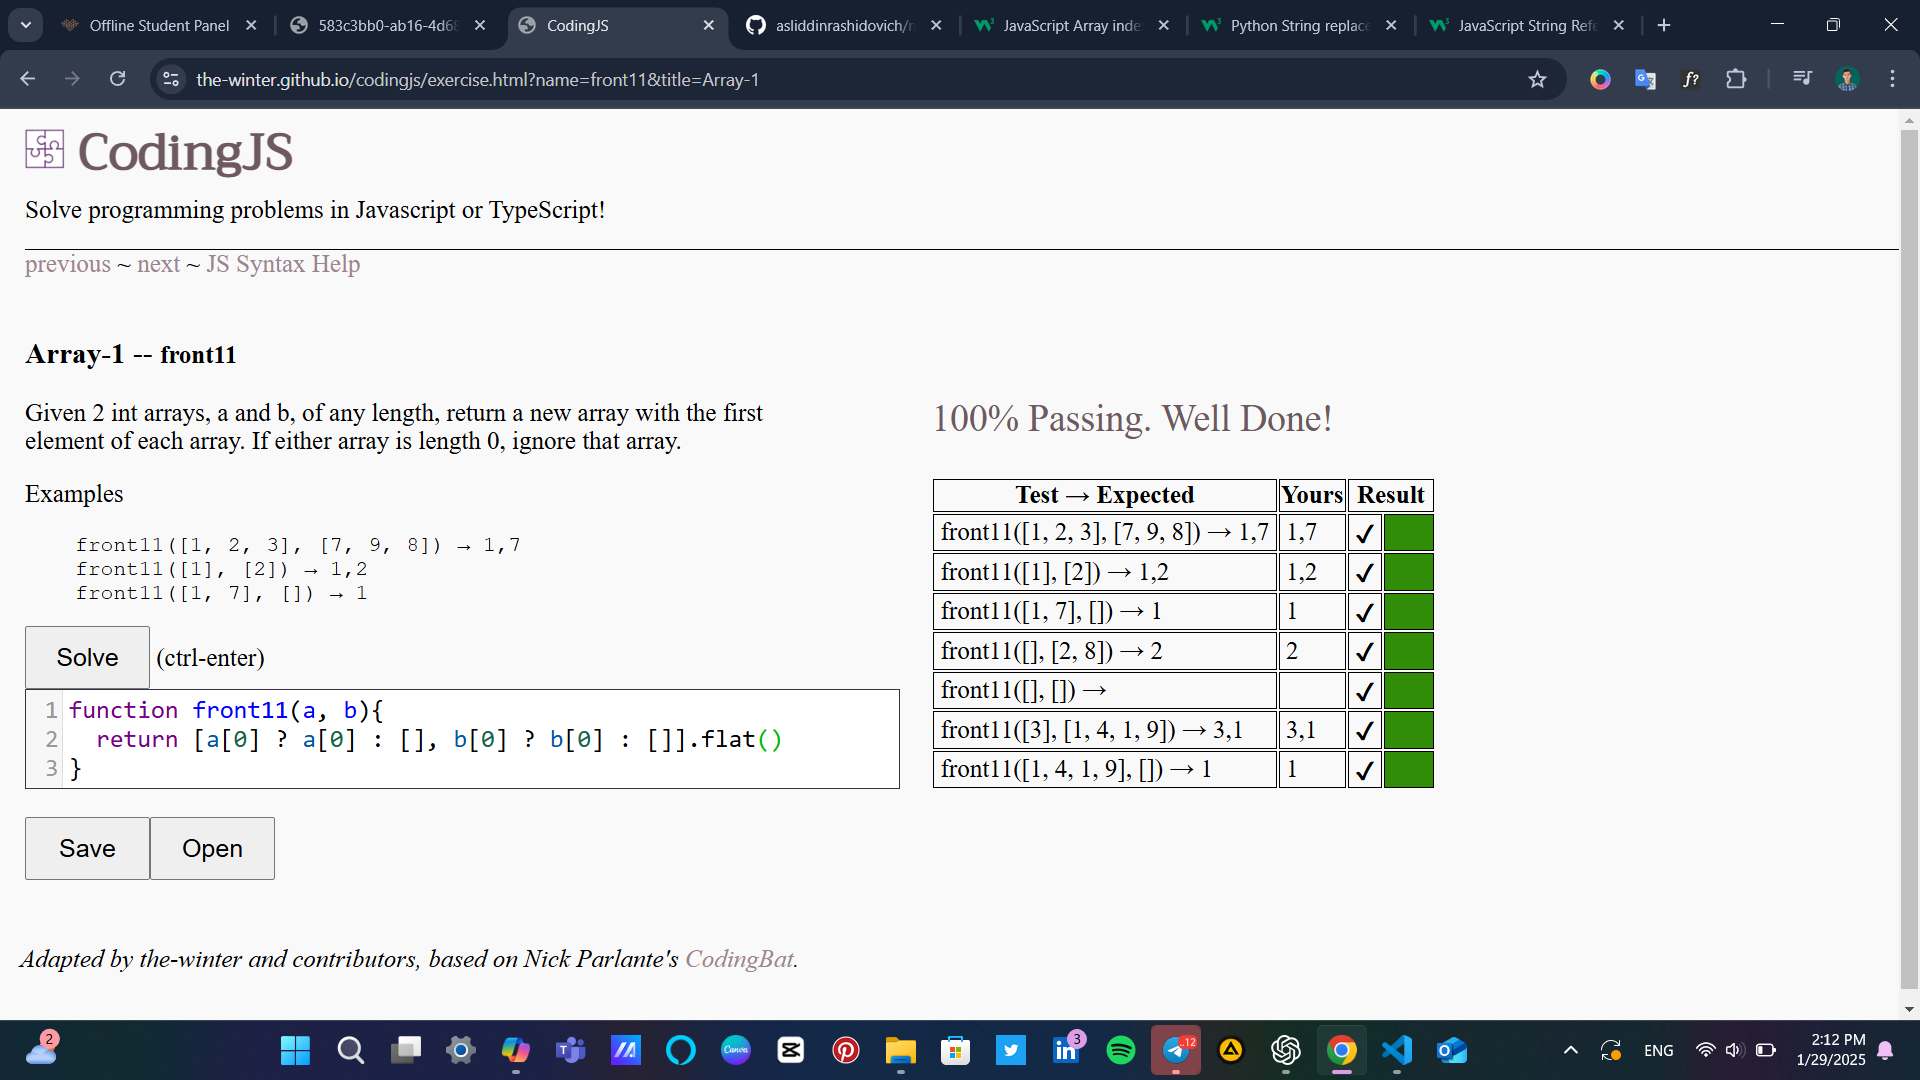 Offline Student Panel
583c3bb0-ab16-4d68
CodingJS
asliddinrashidovich/
JavaScript Array inde
Python String replace
JavaScript String Refe
the-winter.github.io/codingjs/exercise.html?name=front11&title=Array-1
CodingJS
Solve programming problems in Javascript or TypeScript!
previous ~ next ~ JS Syntax Help
Array-1 -- front11
Given 2 int arrays, a and b, of any length, return a new array with the first
element of each array. If either array is length 0, ignore that array.
Examples
front11([1, 2, 3], [7, 9, 8]) → 1,7
front11([1], [2]) → 1,2
front11([1, 7], []) → 1
Solve (ctrl-enter)
1 function front11(a, b){
2 return [a[0] ? a[0] : [], b[0] ? b[0] : []].flat()
3 }
Save Open
100% Passing. Well Done!
Test → Expected Yours Result
front11([1, 2, 3], [7, 9, 8]) → 1,7 1,7 ✔
front11([1], [2]) → 1,2 1,2 ✔
front11([1, 7], []) → 1 1 ✔
front11([], [2, 8]) → 2 2 ✔
front11([], []) → ✔
front11([3], [1, 4, 1, 9]) → 3,1 3,1 ✔
front11([1, 4, 1, 9], []) → 1 1 ✔
Adapted by the-winter and contributors, based on Nick Parlante's CodingBat.
2
Canva
3
..12
ENG
2:12 PM
1/29/2025